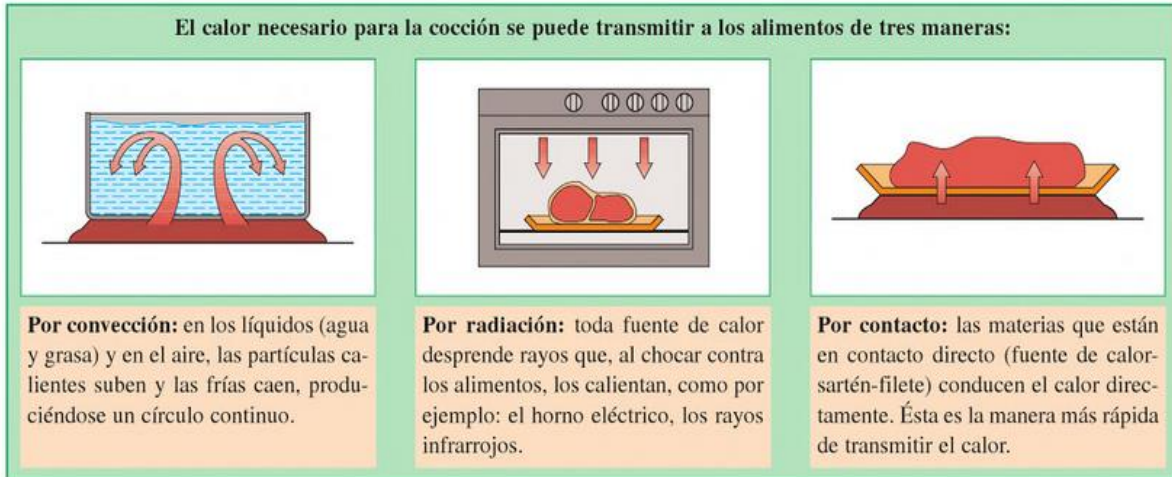 El calor necesario para la cocción se puede transmitir a los alimentos de tres maneras:
Por convección: en los líquidos (agua
y grasa) y en el aire, las partículas ca-
lientes suben y las frías caen, produ-
ciéndose un círculo continuo.
Por radiación: toda fuente de calor
desprende rayos que, al chocar contra
los alimentos, los calientan, como por
ejemplo: el horno eléctrico, los rayos
infrarrojos.
Por contacto: las materias que están
en contacto directo (fuente de calor-
sartén-filete) conducen el calor direc-
tamente. Ésta es la manera más rápida
de transmitir el calor.